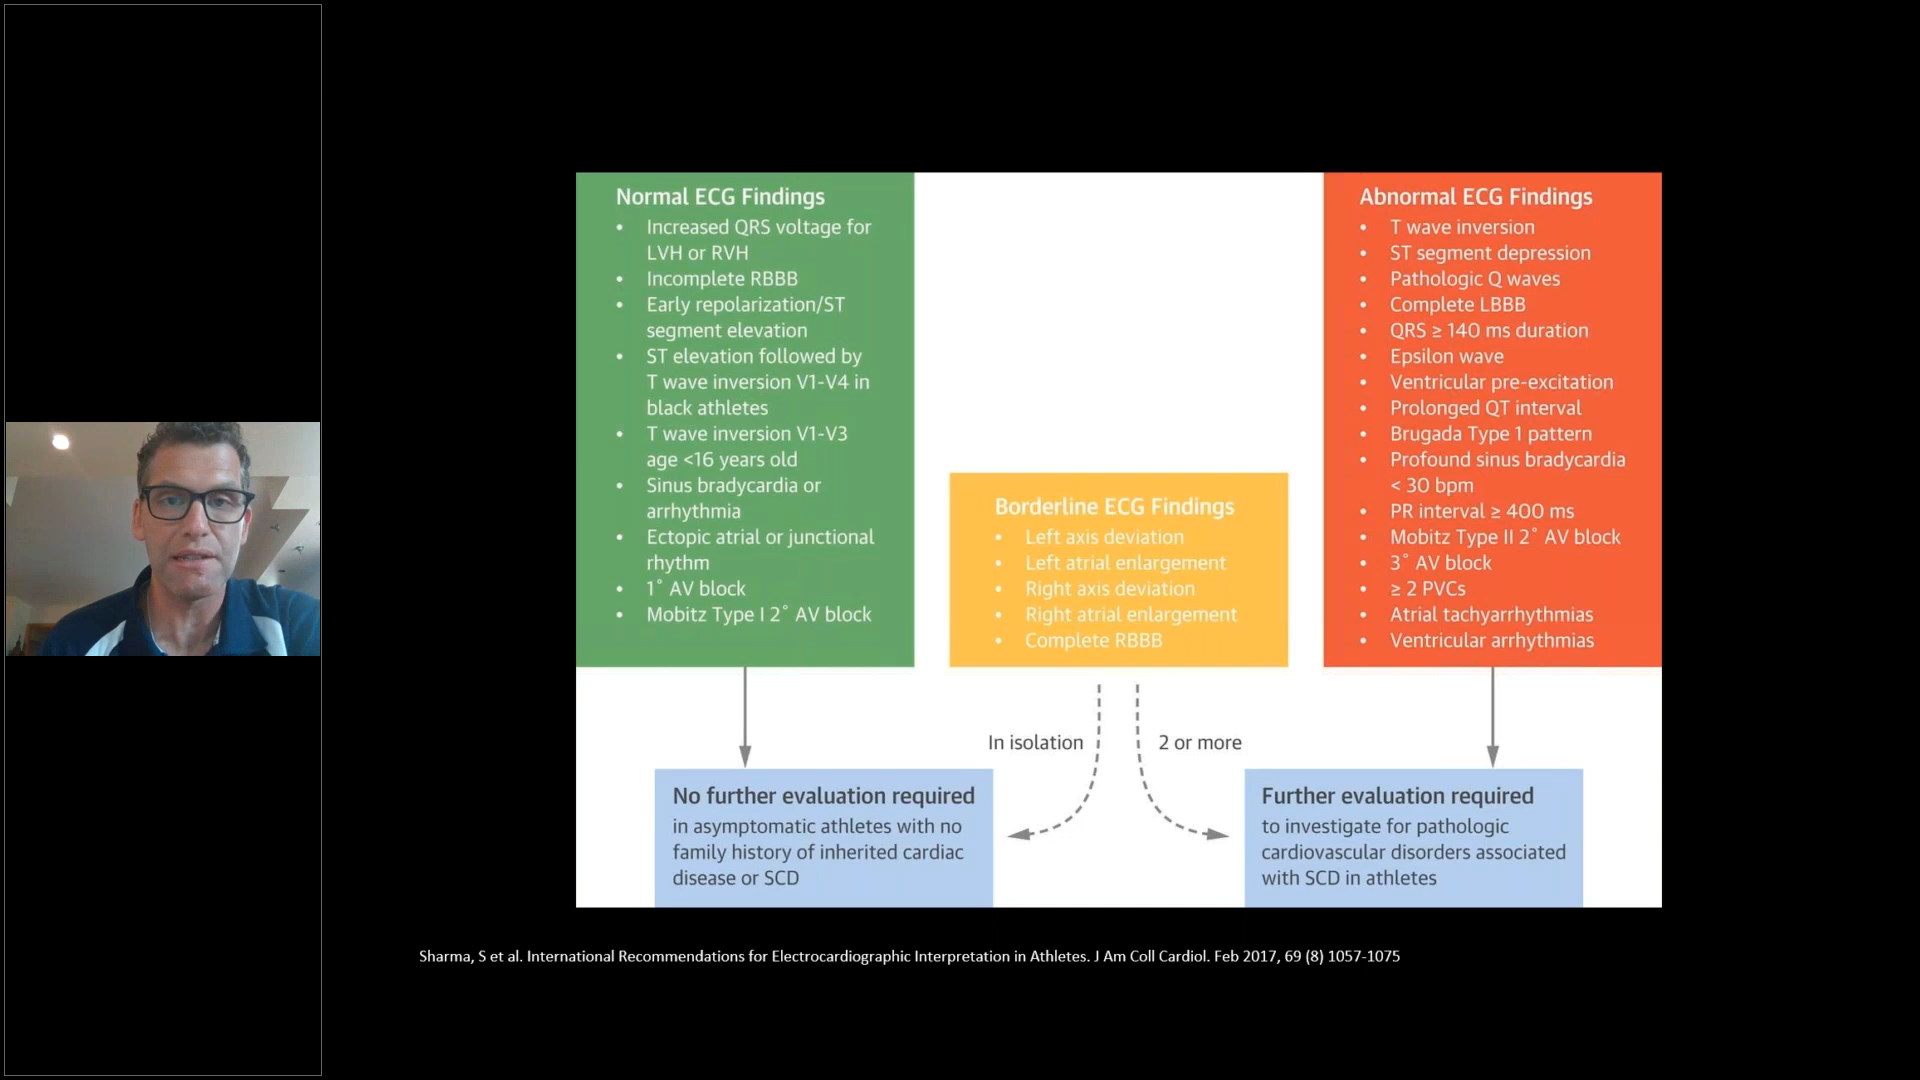 Normal ECG Findings
• Increased QRS voltage for
LVH or RVH
• Incomplete RBBB
• Early repolarization/ST
segment elevation
• ST elevation followed by
T wave inversion V1-V4 in
black athletes
• T wave inversion V1-V3
age <16 years old
• Sinus bradycardia or
arrhythmia
• Ectopic atrial or junctional
rhythm
• 1˚ AV block
• Mobitz Type I 2˚ AV block
Borderline ECG Findings
• Left axis deviation
• Left atrial enlargement
• Right axis deviation
• Right atrial enlargement
• Complete RBBB
Abnormal ECG Findings
• T wave inversion
• ST segment depression
• Pathologic Q waves
• Complete LBBB
• QRS ≥ 140 ms duration
• Epsilon wave
• Ventricular pre-excitation
• Prolonged QT interval
• Brugada Type 1 pattern
• Profound sinus bradycardia
< 30 bpm
• PR interval ≥ 400 ms
• Mobitz Type II 2˚ AV block
• 3˚ AV block
• ≥ 2 PVCs
• Atrial tachyarrhythmias
• Ventricular arrhythmias
In isolation
2 or more
No further evaluation required
in asymptomatic athletes with no
family history of inherited cardiac
disease or SCD
Further evaluation required
to investigate for pathologic
cardiovascular disorders associated
with SCD in athletes
Sharma, S et al. International Recommendations for Electrocardiographic Interpretation in Athletes. J Am Coll Cardiol. Feb 2017, 69 (8) 1057-1075